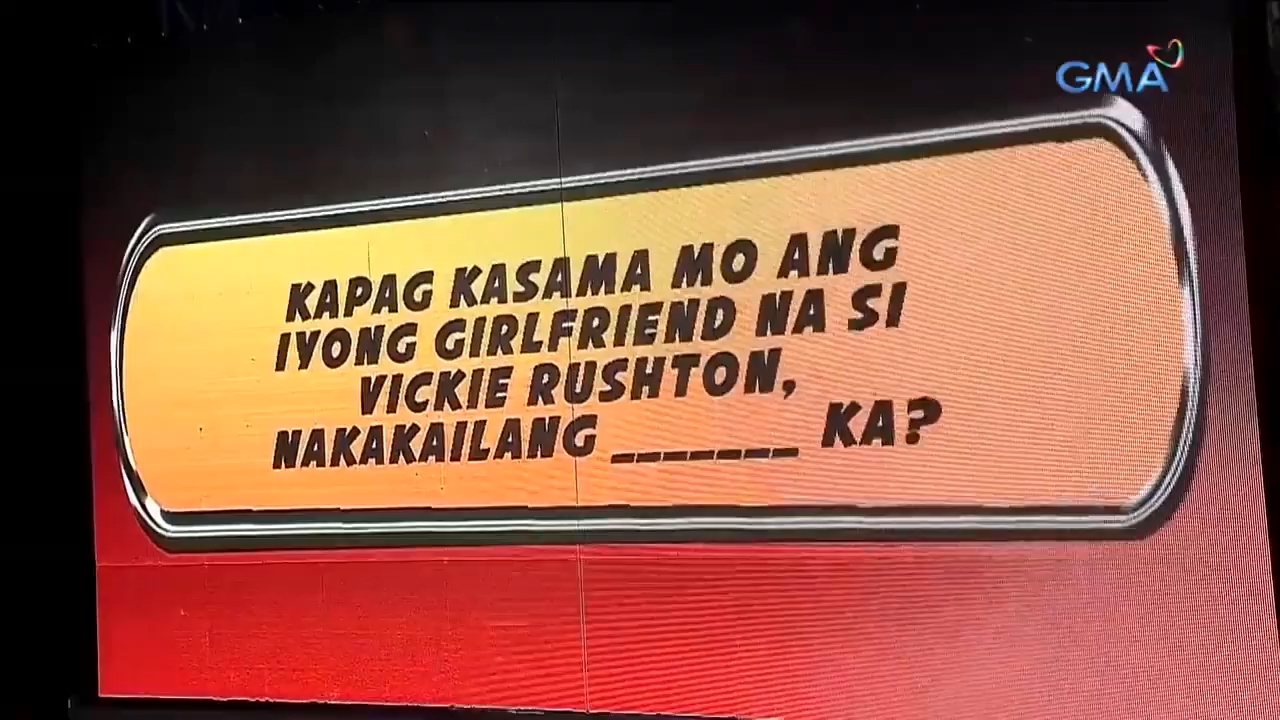 GMA
KAPAG KASAMA MO ANG
IYONG GIRLFRIEND NA SI
VICKIE RUSHTON,
NAKAKAILANG _______ KA?